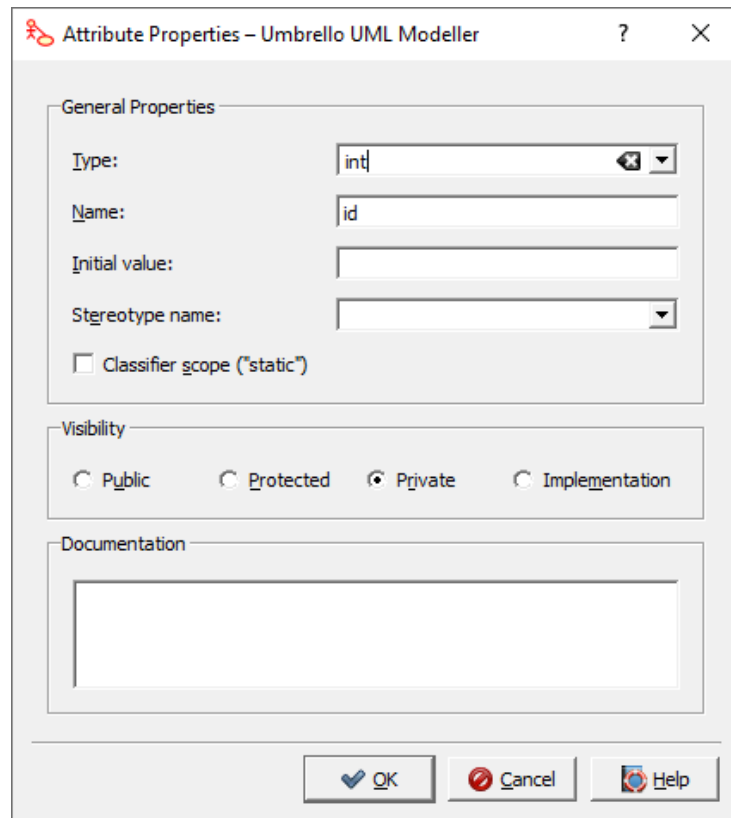 Attribute Properties – Umbrello UML Modeller ?
General Properties
Type: int
Name: id
Initial value:
Stereotype name:
Classifier scope ("static")
Visibility
Public Protected Private Implementation
Documentation
OK Cancel Help